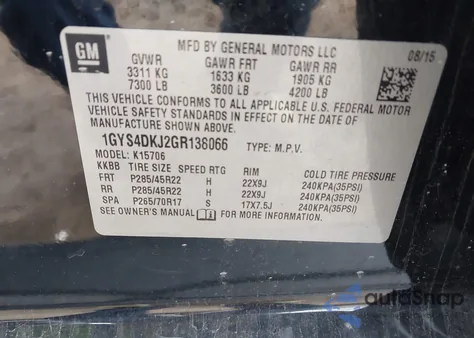 GM
MFD BY GENERAL MOTORS LLC
08/15
GVWR GAWR FRT GAWR RR
3311 KG 1633 KG 1905 KG
7300 LB 3600 LB 4200 LB
THIS VEHICLE CONFORMS TO ALL APPLICABLE U.S. FEDERAL MOTOR
VEHICLE SAFETY STANDARDS IN EFFECT ON THE DATE OF
MANUFACTURE SHOWN ABOVE.
1GYS4DKJ2GR138066 TYPE: M.P.V.
MODEL: K15706
KKBB TIRE SIZE SPEED RTG RIM COLD TIRE PRESSURE
FRT P285/45R22 H 22X9J 240KPA(35PSI)
RR P285/45R22 H 22X9J 240KPA(35PSI)
SPA P265/70R17 S 17X7.5J 240KPA(35PSI)
SEE OWNER'S MANUAL FOR MORE INFORMATION.
autoSnap